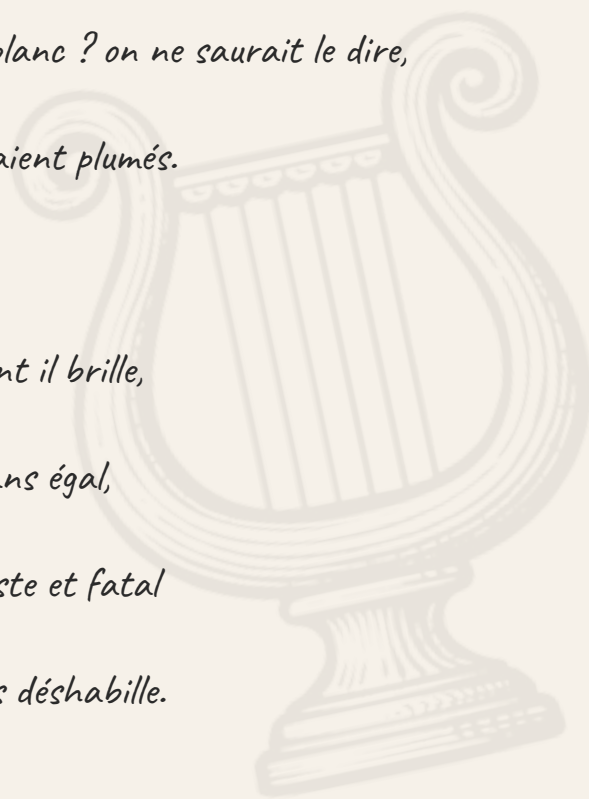 blanc ? on ne saurait le dire,
aient plumés.
nt il brille,
ns égal,
ste et fatal
s déshabille.